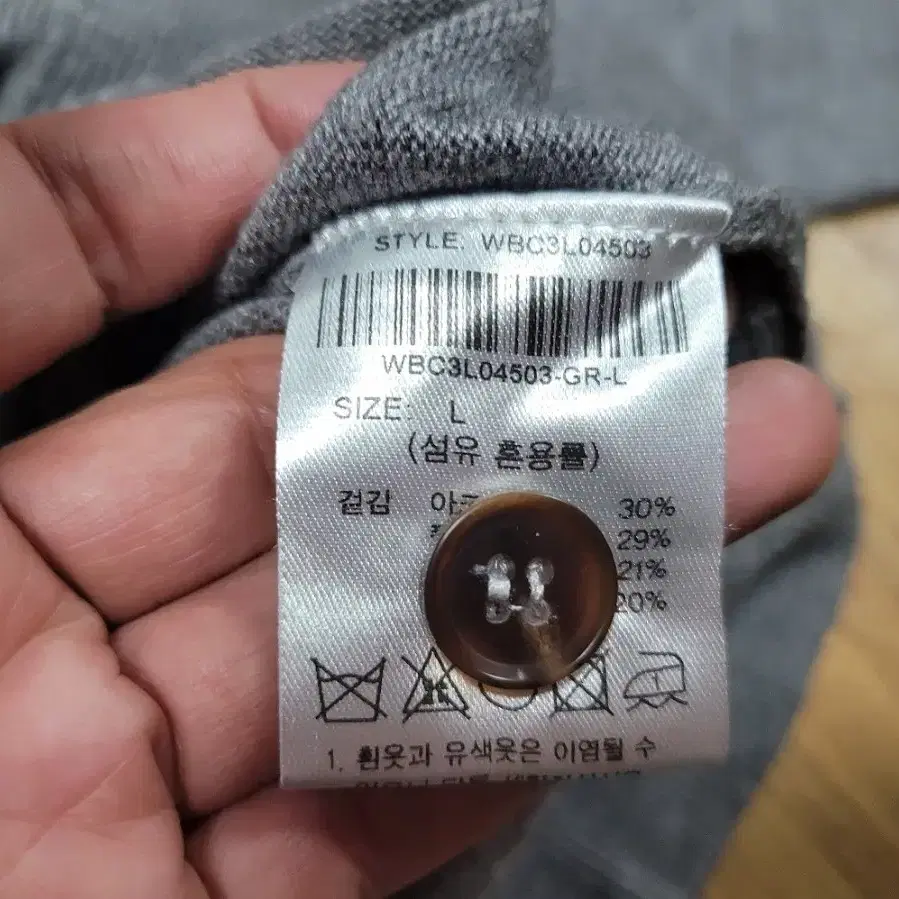 STYLE: WBC3L04503
WBC3L04503-GR-L
SIZE: L
(섬유 혼용률)
겉감 30%
29%
21%
20%
1. 흰옷과 유색옷은 이염될 수